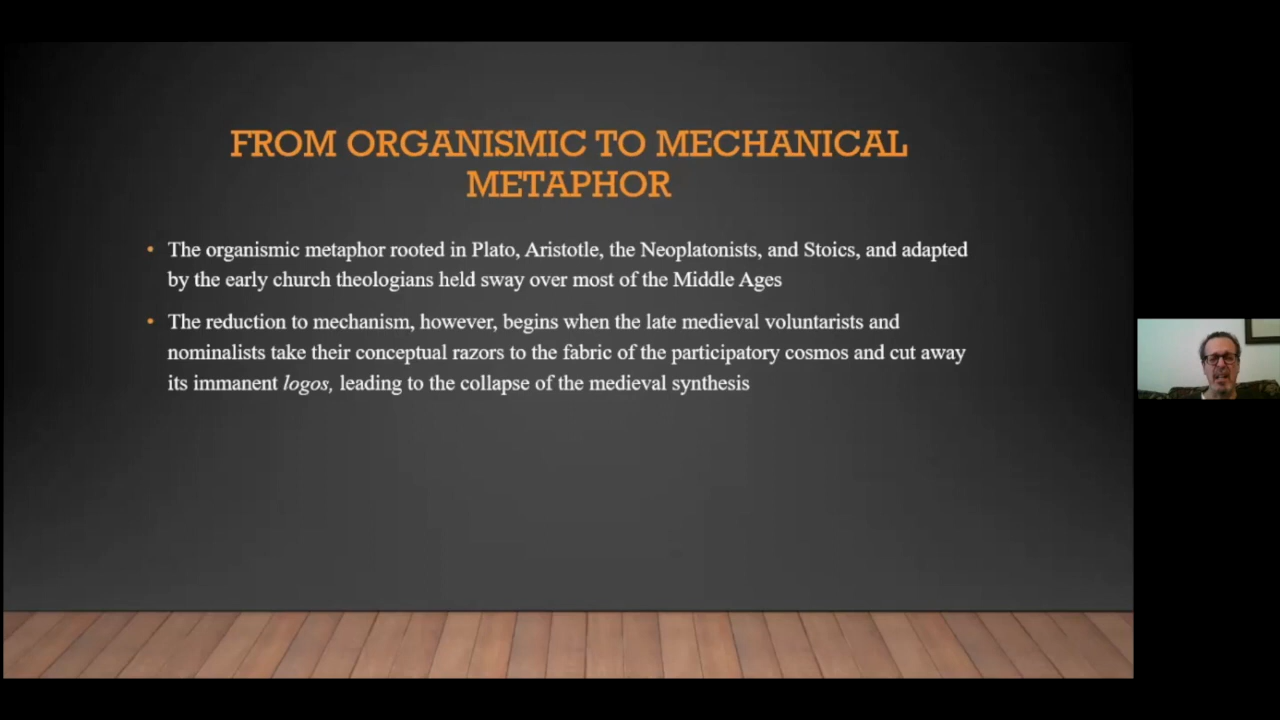 FROM ORGANISMIC TO MECHANICAL
METAPHOR
• The organismic metaphor rooted in Plato, Aristotle, the Neoplatonists, and Stoics, and adapted
by the early church theologians held sway over most of the Middle Ages
• The reduction to mechanism, however, begins when the late medieval voluntarists and
nominalists take their conceptual razors to the fabric of the participatory cosmos and cut away
its immanent logos, leading to the collapse of the medieval synthesis